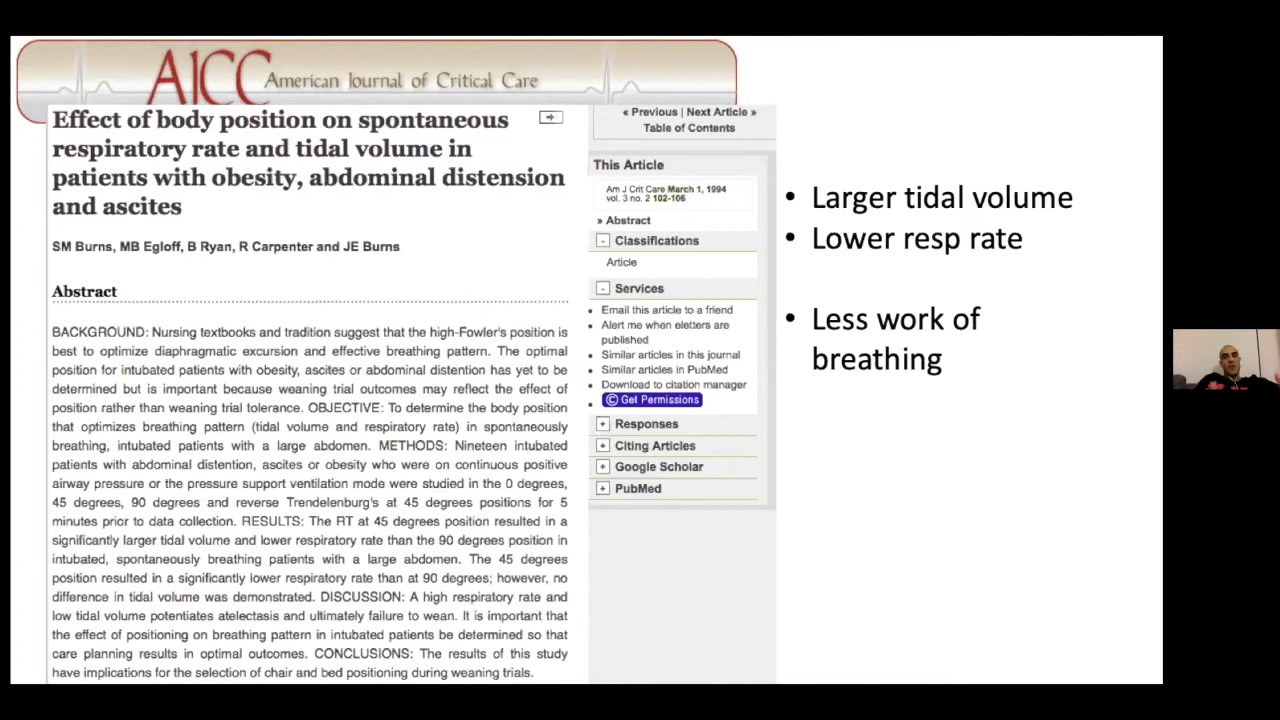 AJCC American Journal of Critical Care
Effect of body position on spontaneous
respiratory rate and tidal volume in
patients with obesity, abdominal distension
and ascites
SM Burns, MB Egloff, B Ryan, R Carpenter and JE Burns
Abstract
BACKGROUND: Nursing textbooks and tradition suggest that the high-Fowler's position is
best to optimize diaphragmatic excursion and effective breathing pattern. The optimal
position for intubated patients with obesity, ascites or abdominal distention has yet to be
determined but is important because weaning trial outcomes may reflect the effect of
position rather than weaning trial tolerance. OBJECTIVE: To determine the body position
that optimizes breathing pattern (tidal volume and respiratory rate) in spontaneously
breathing, intubated patients with a large abdomen. METHODS: Nineteen intubated
patients with abdominal distention, ascites or obesity who were on continuous positive
airway pressure or the pressure support ventilation mode were studied in the 0 degrees,
45 degrees, 90 degrees and reverse Trendelenburg's at 45 degrees positions for 5
minutes prior to data collection. RESULTS: The RT at 45 degrees position resulted in a
significantly larger tidal volume and lower respiratory rate than the 90 degrees position in
intubated, spontaneously breathing patients with a large abdomen. The 45 degrees
position resulted in a significantly lower respiratory rate than at 90 degrees; however, no
difference in tidal volume was demonstrated. DISCUSSION: A high respiratory rate and
low tidal volume potentiates atelectasis and ultimately failure to wean. It is important that
the effect of positioning on breathing pattern in intubated patients be determined so that
care planning results in optimal outcomes. CONCLUSIONS: The results of this study
have implications for the selection of chair and bed positioning during weaning trials.
« Previous | Next Article »
Table of Contents
This Article
Am J Crit Care March 1, 1994
vol. 3 no. 2 102-106
» Abstract
- Classifications
Article
- Services
• Email this article to a friend
• Alert me when eletters are
published
• Similar articles in this journal
• Similar articles in PubMed
• Download to citation manager
• © Get Permissions
+ Responses
+ Citing Articles
+ Google Scholar
+ PubMed
• Larger tidal volume
• Lower resp rate
• Less work of
breathing